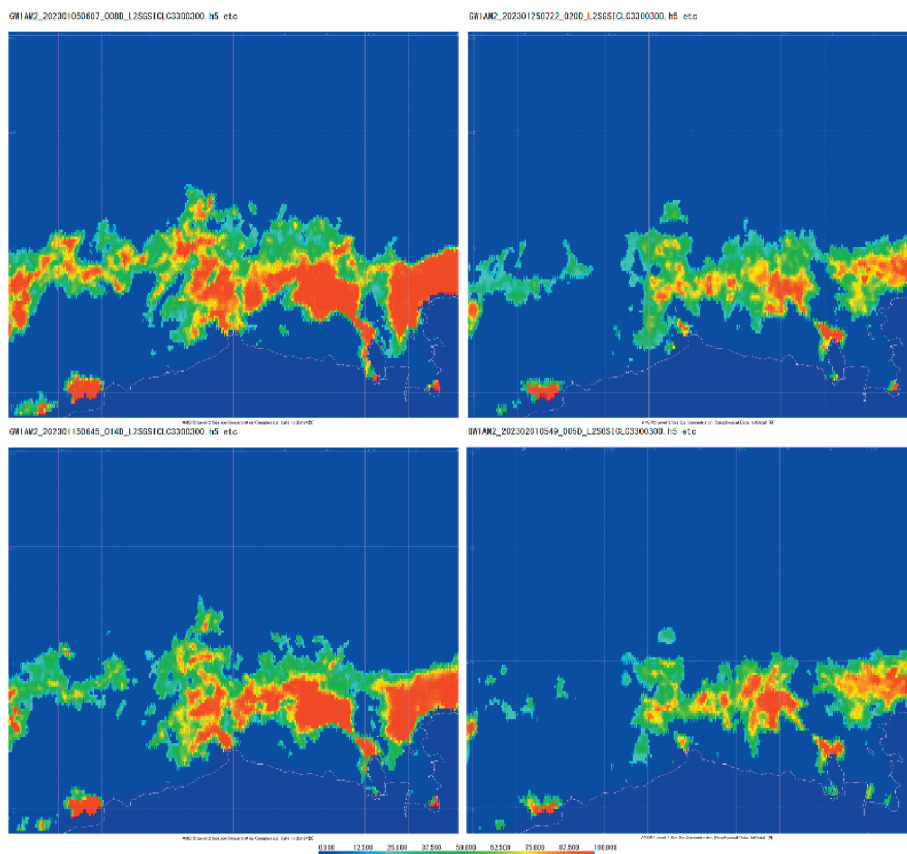 GW1AM2_202301050607_008D_L2SGSICLC3300300.h5 etc
GW1AM2_202301250722_020D_L2SGSICLC3300300.h5 etc
GW1AM2_202301150645_014D_L2SGSICLC3300300.h5 etc
GW1AM2_202302010549_005D_L2SGSICLC3300300.h5 etc
0.000 12.500 25.000 37.500 50.000 62.500 75.000 87.500 100.000